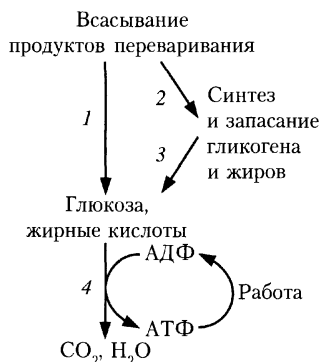 Всасывание
продуктов переваривания
1
2
Синтез
и запасание
гликогена
и жиров
3
Глюкоза,
жирные кислоты
4
АДФ
Работа
АТФ
CO₂, H₂O